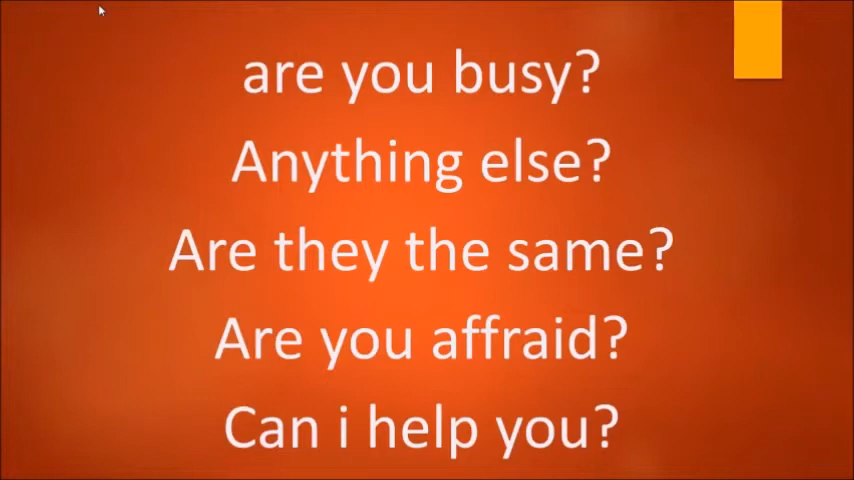 are you busy?
Anything else?
Are they the same?
Are you affraid?
Can i help you?